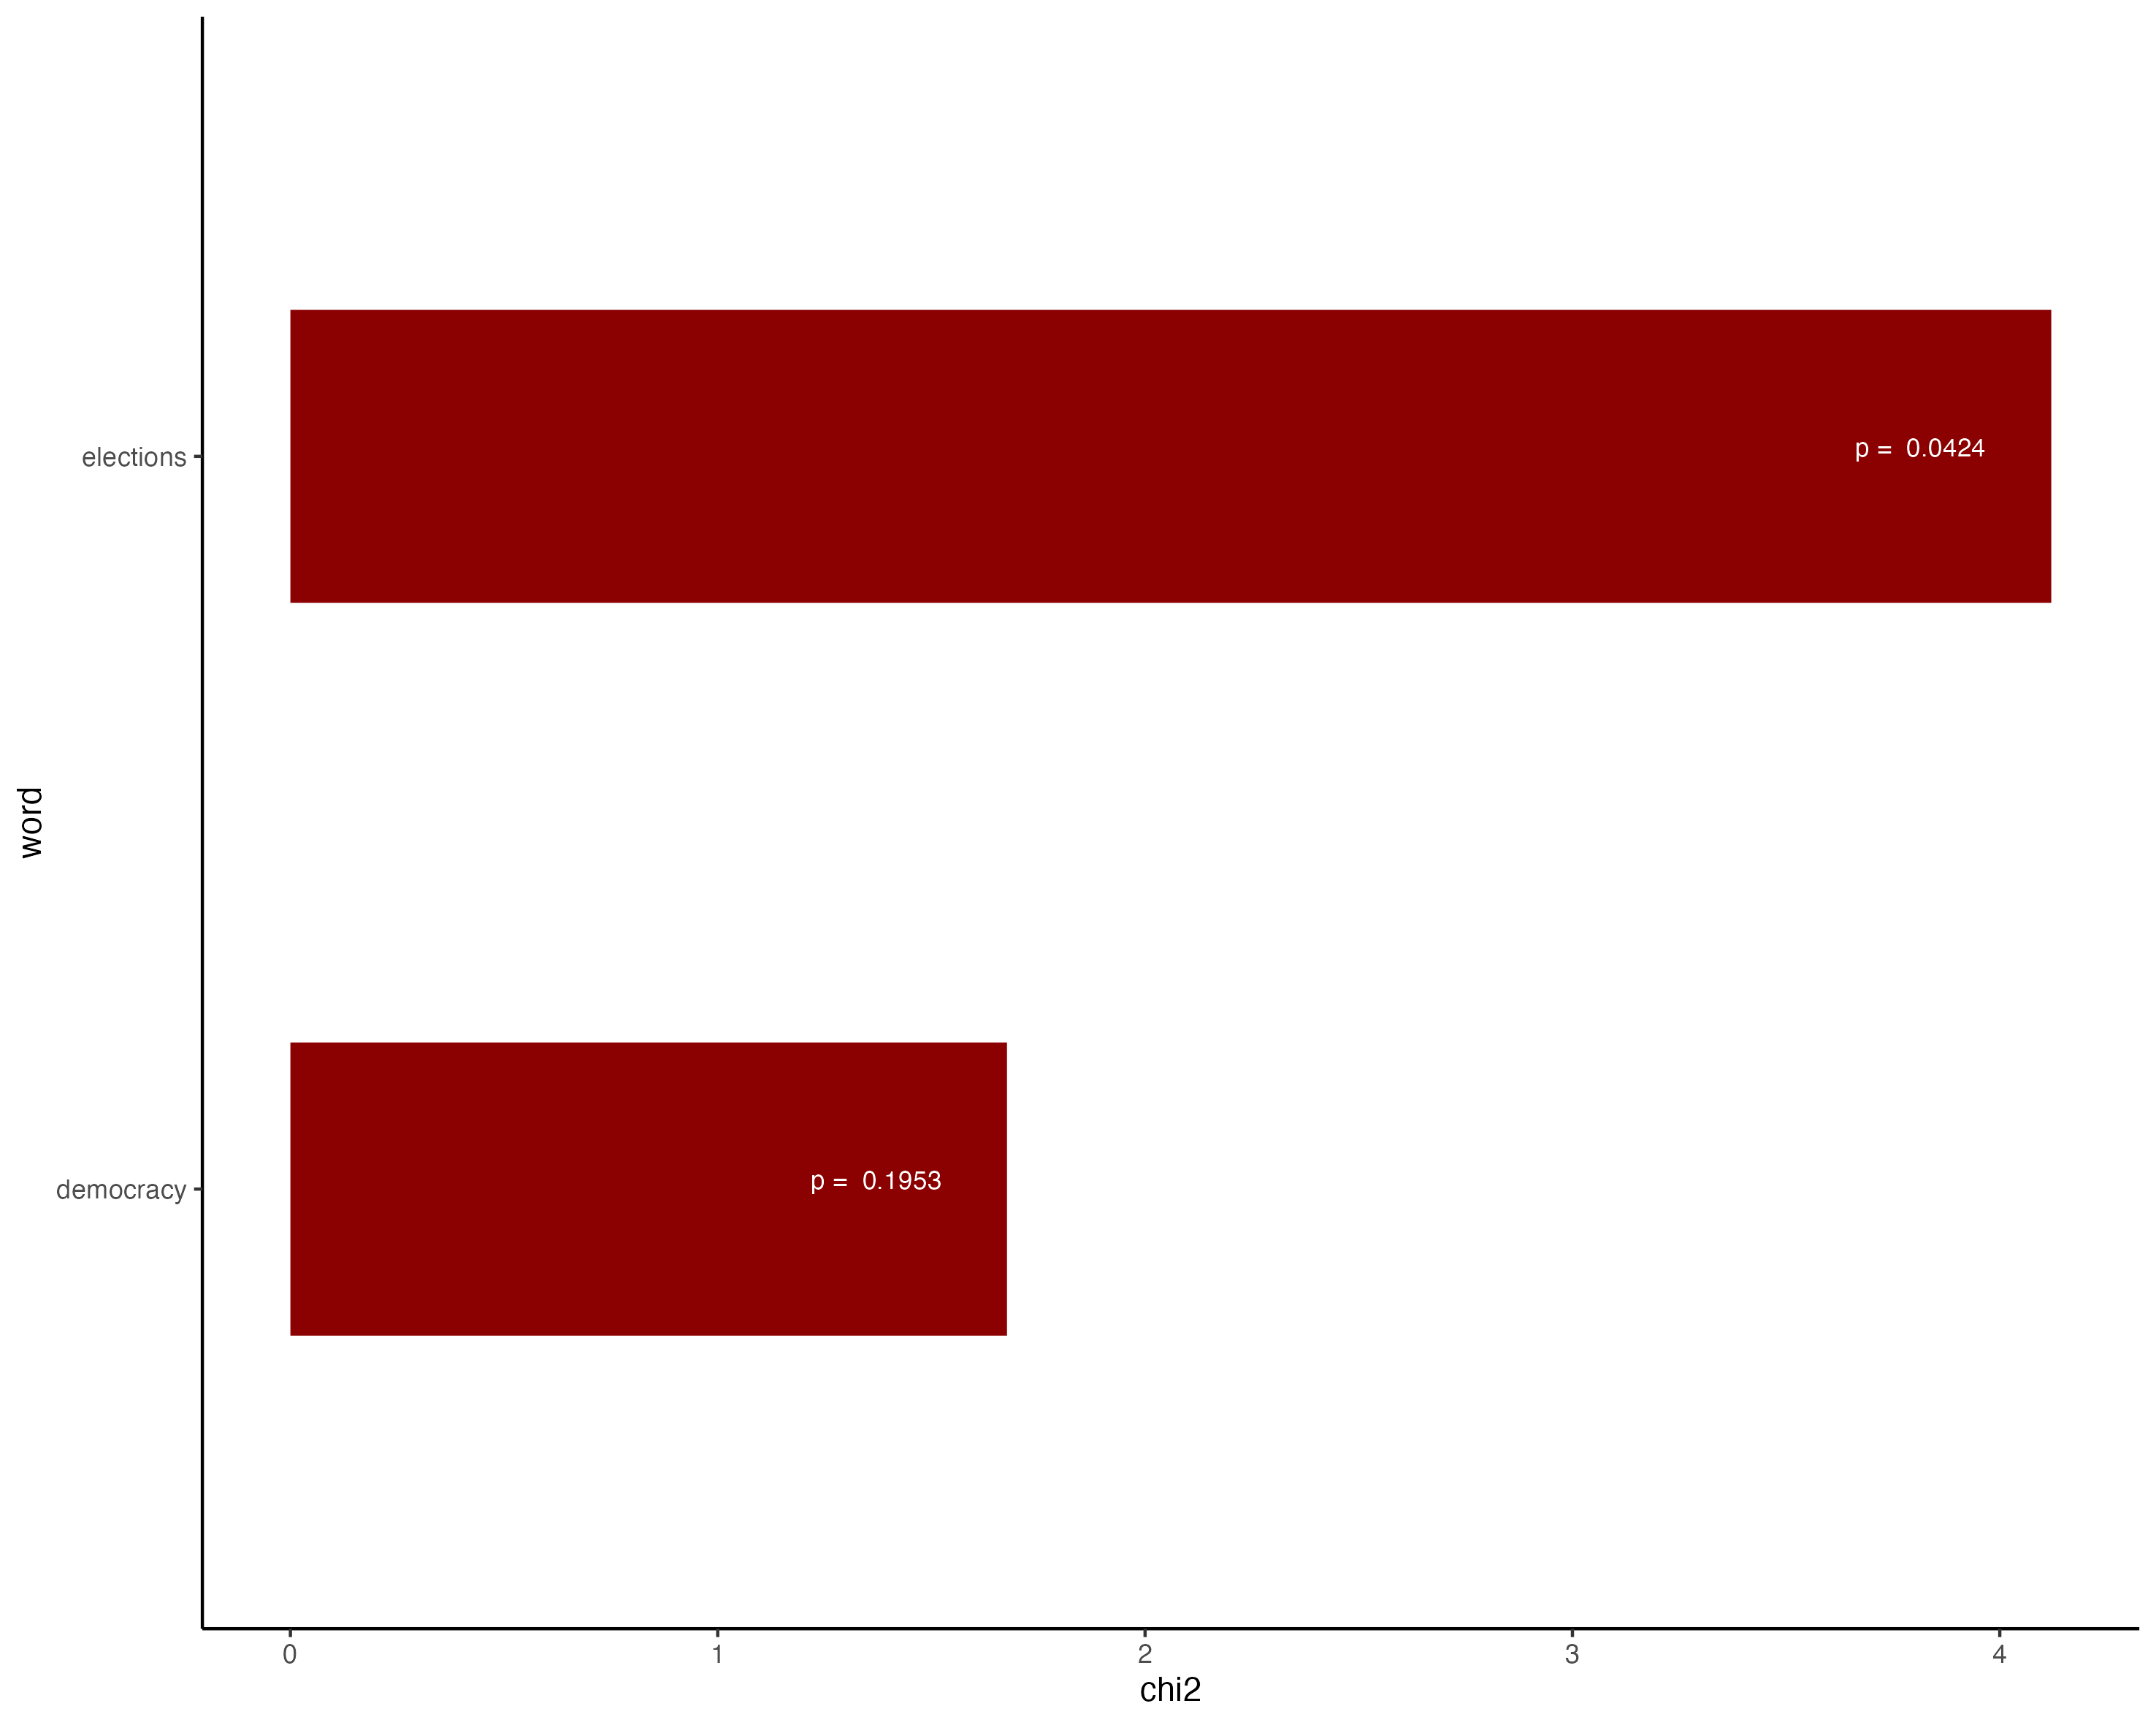 word
elections
p = 0.0424
democracy
p = 0.1953
0 1 2 3 4
chi2